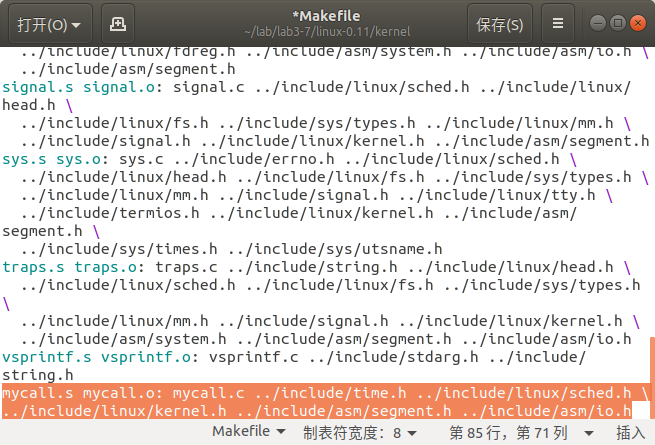 打开(O)
*Makefile
~/lab/lab3-7/linux-0.11/kernel
保存(S)
../include/linux/fdreg.h ../include/asm/system.h ../include/asm/io.h \
../include/asm/segment.h
signal.s signal.o: signal.c ../include/linux/sched.h ../include/linux/
head.h \
../include/linux/fs.h ../include/sys/types.h ../include/linux/mm.h \
../include/signal.h ../include/linux/kernel.h ../include/asm/segment.h
sys.s sys.o: sys.c ../include/errno.h ../include/linux/sched.h \
../include/linux/head.h ../include/linux/fs.h ../include/sys/types.h \
../include/linux/mm.h ../include/signal.h ../include/linux/tty.h \
../include/termios.h ../include/linux/kernel.h ../include/asm/
segment.h \
../include/sys/times.h ../include/sys/utsname.h
traps.s traps.o: traps.c ../include/string.h ../include/linux/head.h \
../include/linux/sched.h ../include/linux/fs.h ../include/sys/types.h
\
../include/linux/mm.h ../include/signal.h ../include/linux/kernel.h \
../include/asm/system.h ../include/asm/segment.h ../include/asm/io.h
vsprintf.s vsprintf.o: vsprintf.c ../include/stdarg.h ../include/
string.h
mycall.s mycall.o: mycall.c ../include/time.h ../include/linux/sched.h \
../include/linux/kernel.h ../include/asm/segment.h ../include/asm/io.h
Makefile 制表符宽度：8 第 85 行，第 71 列 插入